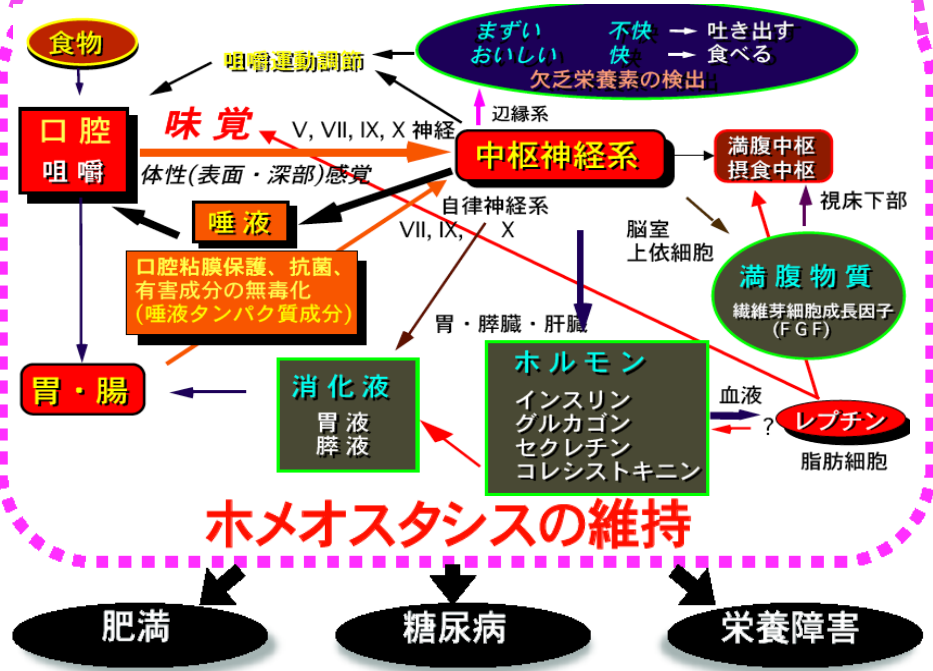 まずい 不快 → 吐き出す
おいしい 快 → 食べる
欠乏栄養素の検出
食物
咀嚼運動調節
辺縁系
口腔
咀嚼
味覚
V, VII, IX, X 神経
体性(表面・深部)感覚
中枢神経系
満腹中枢
摂食中枢
視床下部
唾液
自律神経系
VII, IX, X
脳室
上依細胞
口腔粘膜保護、抗菌、
有害成分の無毒化
(唾液タンパク質成分)
満腹物質
繊維芽細胞成長因子
(FGF)
胃・膵臓・肝臓
胃・腸
消化液
胃液
膵液
ホルモン
インスリン
グルカゴン
セクレチン
コレシストキニン
血液
?
レプチン
脂肪細胞
ホメオスタシスの維持
肥満
糖尿病
栄養障害